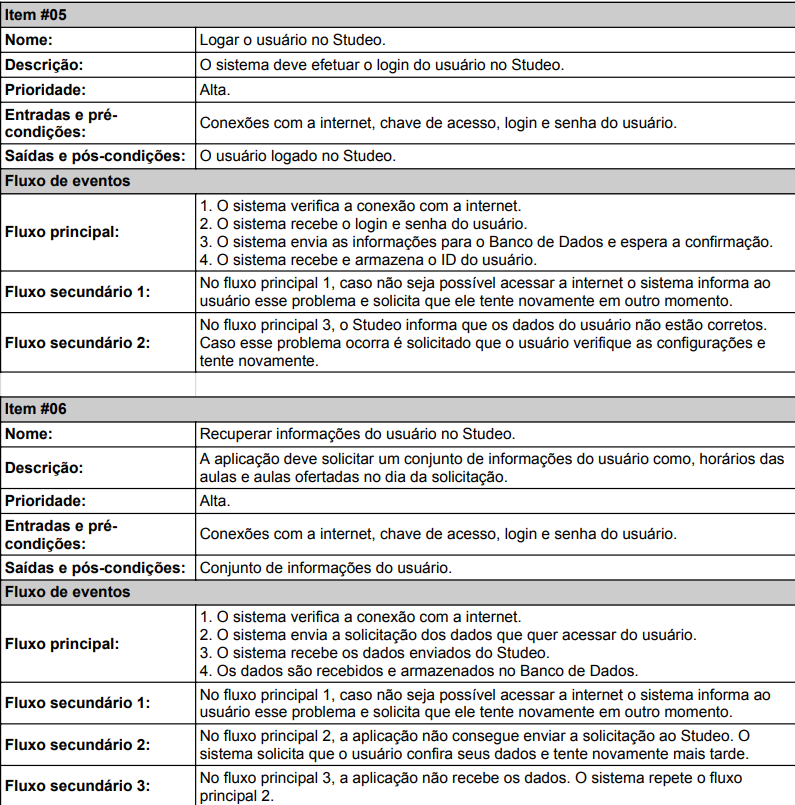 Item #05
Nome: Logar o usuário no Studeo.
Descrição: O sistema deve efetuar o login do usuário no Studeo.
Prioridade: Alta.
Entradas e pré-
condições: Conexões com a internet, chave de acesso, login e senha do usuário.
Saídas e pós-condições: O usuário logado no Studeo.
Fluxo de eventos
Fluxo principal:
1. O sistema verifica a conexão com a internet.
2. O sistema recebe o login e senha do usuário.
3. O sistema envia as informações para o Banco de Dados e espera a confirmação.
4. O sistema recebe e armazena o ID do usuário.
Fluxo secundário 1:
No fluxo principal 1, caso não seja possível acessar a internet o sistema informa ao
usuário esse problema e solicita que ele tente novamente em outro momento.
Fluxo secundário 2:
No fluxo principal 3, o Studeo informa que os dados do usuário não estão corretos.
Caso esse problema ocorra é solicitado que o usuário verifique as configurações e
tente novamente.
Item #06
Nome: Recuperar informações do usuário no Studeo.
Descrição:
A aplicação deve solicitar um conjunto de informações do usuário como, horários das
aulas e aulas ofertadas no dia da solicitação.
Prioridade: Alta.
Entradas e pré-
condições: Conexões com a internet, chave de acesso, login e senha do usuário.
Saídas e pós-condições: Conjunto de informações do usuário.
Fluxo de eventos
Fluxo principal:
1. O sistema verifica a conexão com a internet.
2. O sistema envia a solicitação dos dados que quer acessar do usuário.
3. O sistema recebe os dados enviados do Studeo.
4. Os dados são recebidos e armazenados no Banco de Dados.
Fluxo secundário 1:
No fluxo principal 1, caso não seja possível acessar a internet o sistema informa ao
usuário esse problema e solicita que ele tente novamente em outro momento.
Fluxo secundário 2:
No fluxo principal 2, a aplicação não consegue enviar a solicitação ao Studeo. O
sistema solicita que o usuário confira seus dados e tente novamente mais tarde.
Fluxo secundário 3:
No fluxo principal 3, a aplicação não recebe os dados. O sistema repete o fluxo
principal 2.